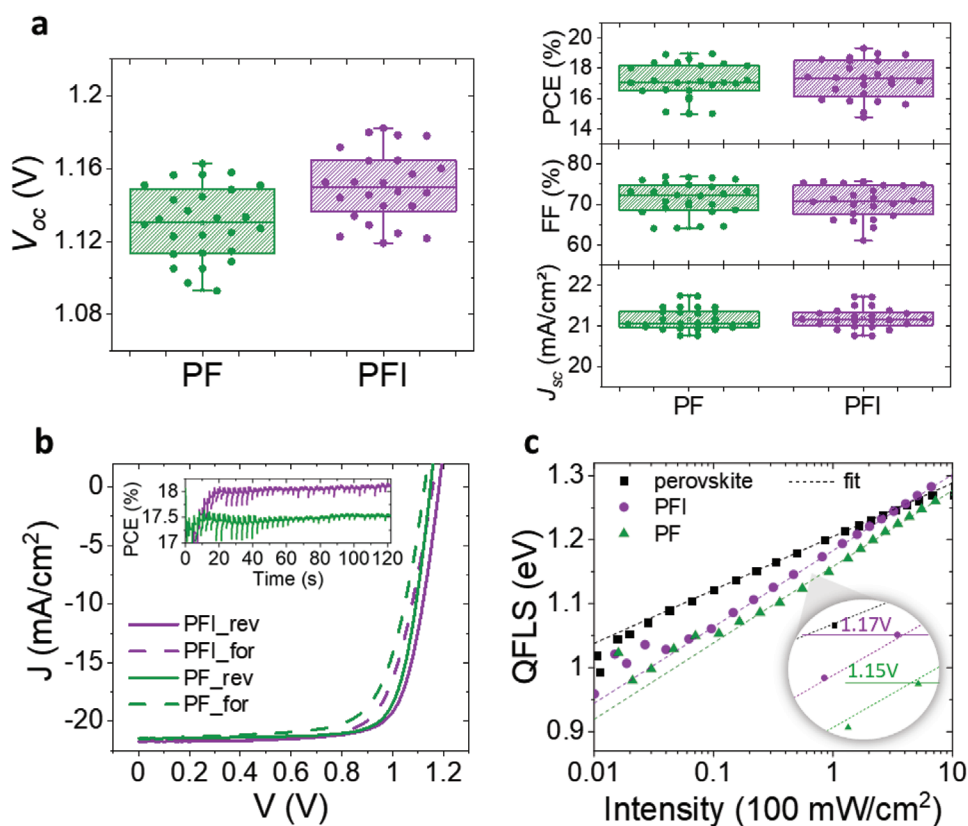 a
V_oc (V)
1.2
1.16
1.12
1.08
PF
PFI
PCE (%)
22
20
18
16
14
FF (%)
80
70
60
J_sc (mA/cm²)
22
21
20
PF
PFI
b
J (mA/cm²)
0
-5
-10
-15
-20
PCE (%)
18
17.5
17
0 20 40 60 80 100 120
Time (s)
PFI_rev
PFI_for
PF_rev
PF_for
0.0 0.2 0.4 0.6 0.8 1 1.2
V (V)
c
QFLS (eV)
1.3
1.2
1.1
1
0.9
perovskite
fit
PFI
PF
1.17V
1.15V
0.01 0.1 1 10
Intensity (100 mW/cm²)